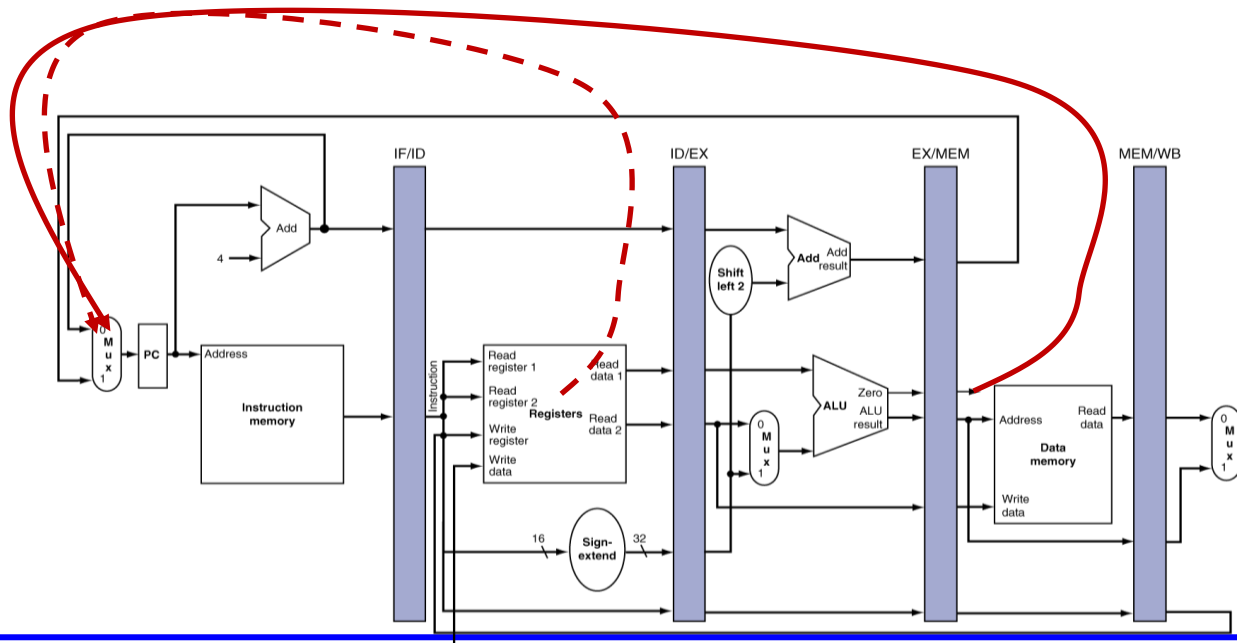 IF/ID
ID/EX
EX/MEM
MEM/WB
Add
4
Add
Add
result
Shift
left 2
0
M
u
x
1
PC
Address
Instruction
memory
Instruction
Read
register 1
Read
register 2
Write
register
Write
data
Registers
Read
data 1
Read
data 2
0
M
u
x
1
ALU
Zero
ALU
result
Address
Write
data
Data
memory
Read
data
0
M
u
x
1
16
Sign-
extend
32